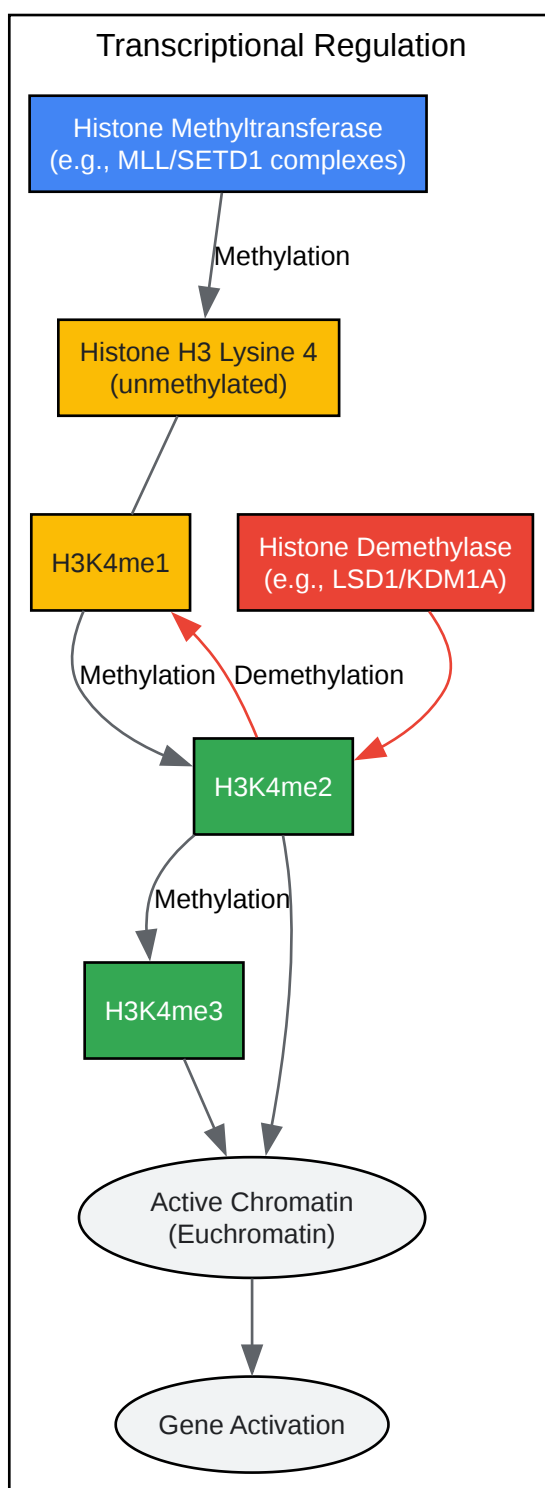 Transcriptional Regulation
Histone Methyltransferase
(e.g., MLL/SETD1 complexes)
Methylation
Histone H3 Lysine 4
(unmethylated)
H3K4me1
Histone Demethylase
(e.g., LSD1/KDM1A)
Methylation
Demethylation
H3K4me2
Methylation
H3K4me3
Active Chromatin
(Euchromatin)
Gene Activation